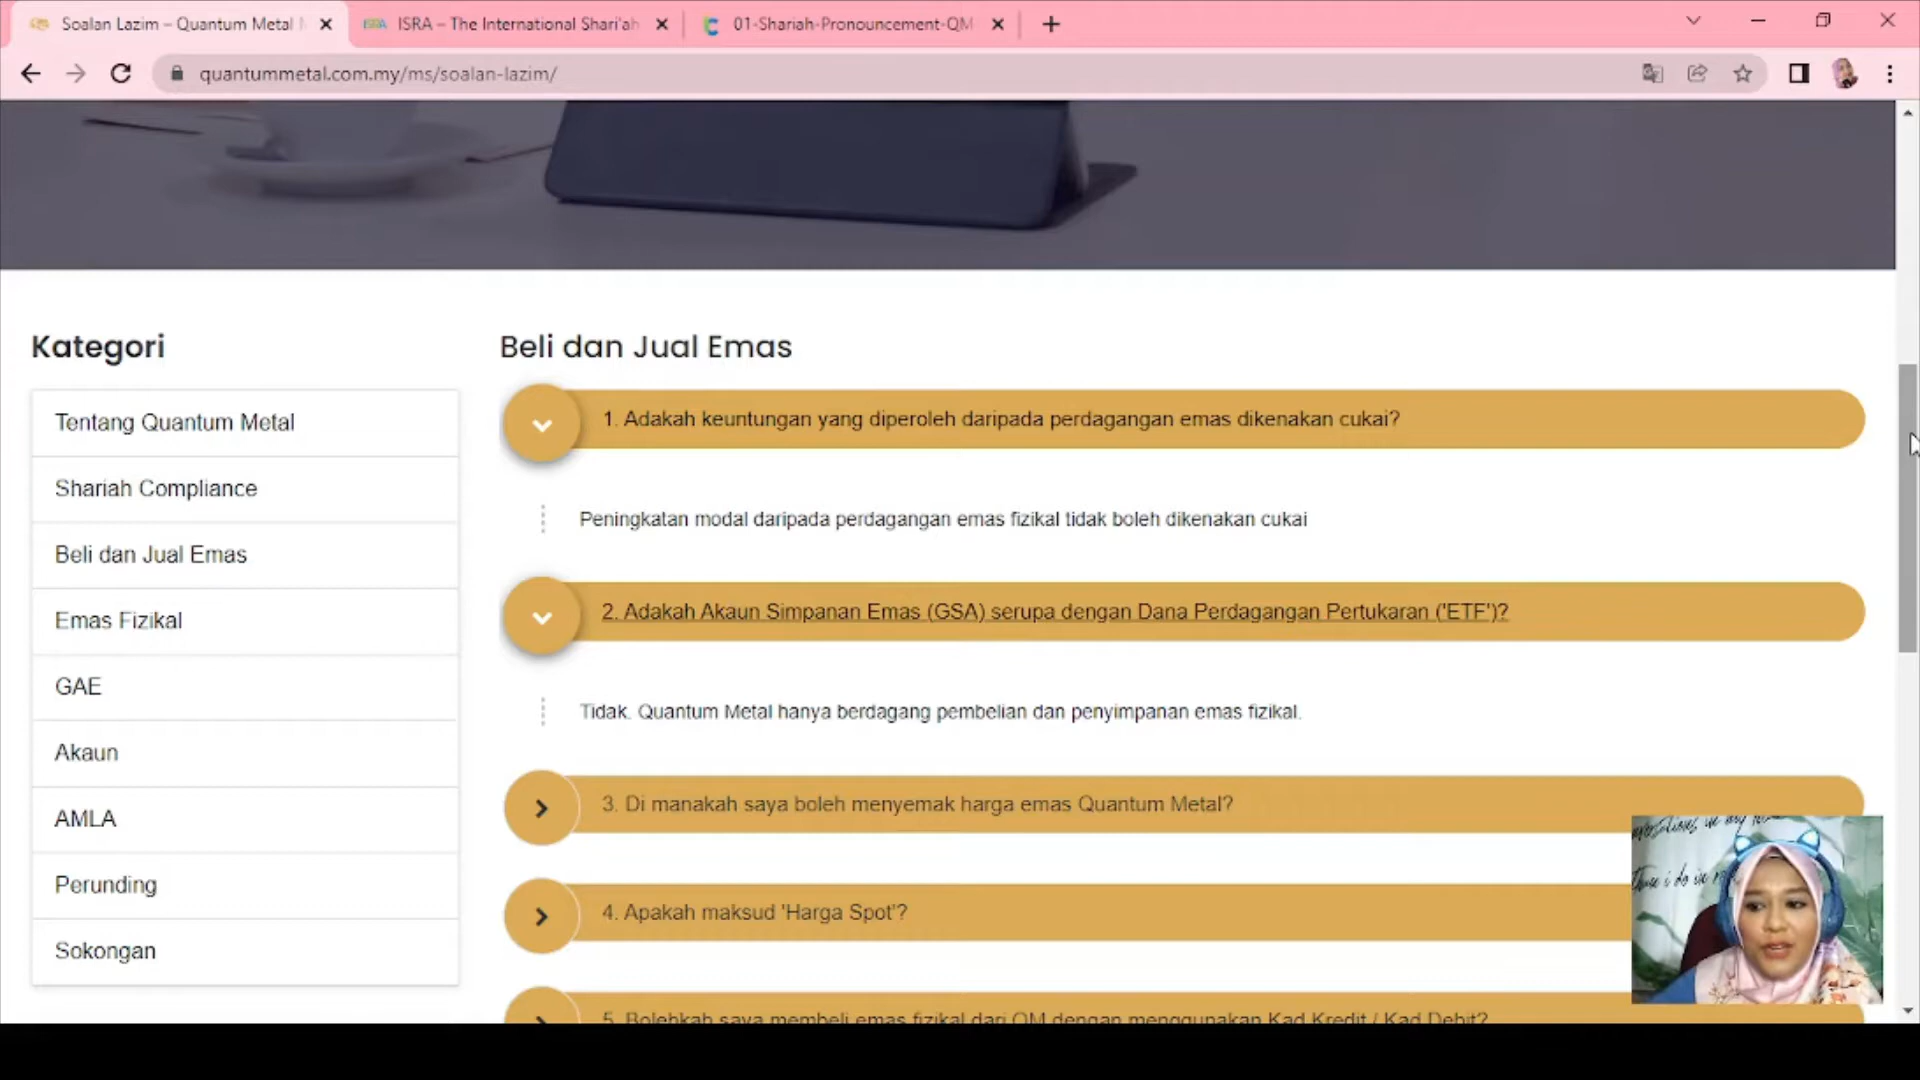 Soalan Lazim – Quantum Metal
ISRA – The International Shari'ah
01-Shariah-Pronouncement-QM
quantummetal.com.my/ms/soalan-lazim/
Kategori
Tentang Quantum Metal
Shariah Compliance
Beli dan Jual Emas
Emas Fizikal
GAE
Akaun
AMLA
Perunding
Sokongan
Beli dan Jual Emas
1. Adakah keuntungan yang diperoleh daripada perdagangan emas dikenakan cukai?
Peningkatan modal daripada perdagangan emas fizikal tidak boleh dikenakan cukai
2. Adakah Akaun Simpanan Emas (GSA) serupa dengan Dana Perdagangan Pertukaran ('ETF')?
Tidak. Quantum Metal hanya berdagang pembelian dan penyimpanan emas fizikal.
3. Di manakah saya boleh menyemak harga emas Quantum Metal?
4. Apakah maksud 'Harga Spot'?
5. Bolehkah saya membeli emas fizikal dari QM dengan menggunakan Kad Kredit / Kad Debit?